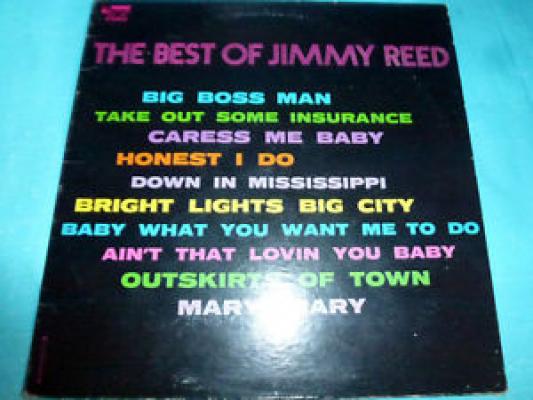 THE BEST OF JIMMY REED
BIG BOSS MAN
TAKE OUT SOME INSURANCE
CARESS ME BABY
HONEST I DO
DOWN IN MISSISSIPPI
BRIGHT LIGHTS BIG CITY
BABY WHAT YOU WANT ME TO DO
AIN'T THAT LOVIN YOU BABY
OUTSKIRTS OF TOWN
MARY MARY